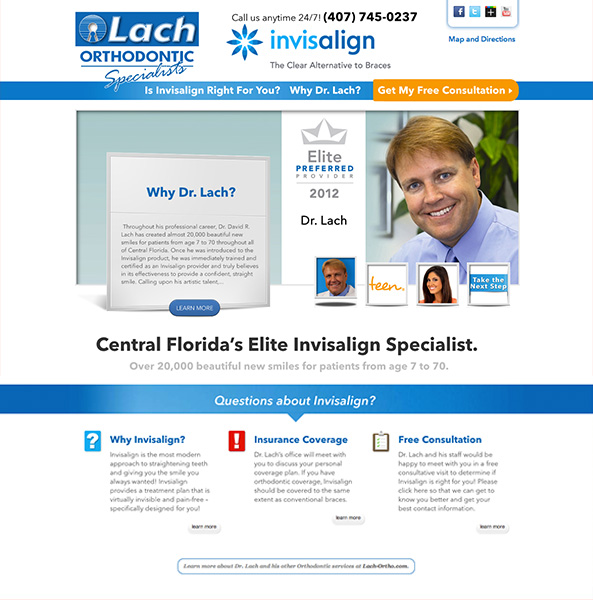 Lach
ORTHODONTIC
Specialists
Call us anytime 24/7! (407) 745-0237
invisalign
The Clear Alternative to Braces
Map and Directions
Is Invisalign Right For You?
Why Dr. Lach?
Get My Free Consultation
Elite
PREFERRED
PROVIDER
2012
Dr. Lach
Why Dr. Lach?
Throughout his professional career, Dr. David R.
Lach has created almost 20,000 beautiful new
smiles for patients from age 7 to 70 throughout all
of Central Florida. Once he was introduced to the
Invisalign product, he was immediately trained and
certified as an Invisalign provider and truly believes
in its effectiveness to provide a confident, straight
smile. Calling upon his artistic talent,...
LEARN MORE
teen.
Take the
Next Step
Central Florida's Elite Invisalign Specialist.
Over 20,000 beautiful new smiles for patients from age 7 to 70.
Questions about Invisalign?
Why Invisalign?
Invisalign is the most modern
approach to straightening teeth
and giving you the smile you
always wanted! Invsialign
provides a treatment plan that is
virtually invisible and pain-free -
specifically designed for you!
learn more
Insurance Coverage
Dr. Lach's office will meet with
you to discuss your personal
coverage plan. If you have
orthodontic coverage, Invisalign
should be covered to the same
extent as conventional braces.
learn more
Free Consultation
Dr. Lach and his staff would be
happy to meet with you in a free
consultative visit to determine if
Invisalign is right for you! Please
click here so that we can get to
know you better and get your
best contact information.
learn more
Learn more about Dr. Lach and his other Orthodontic services at Lach-Ortho.com.